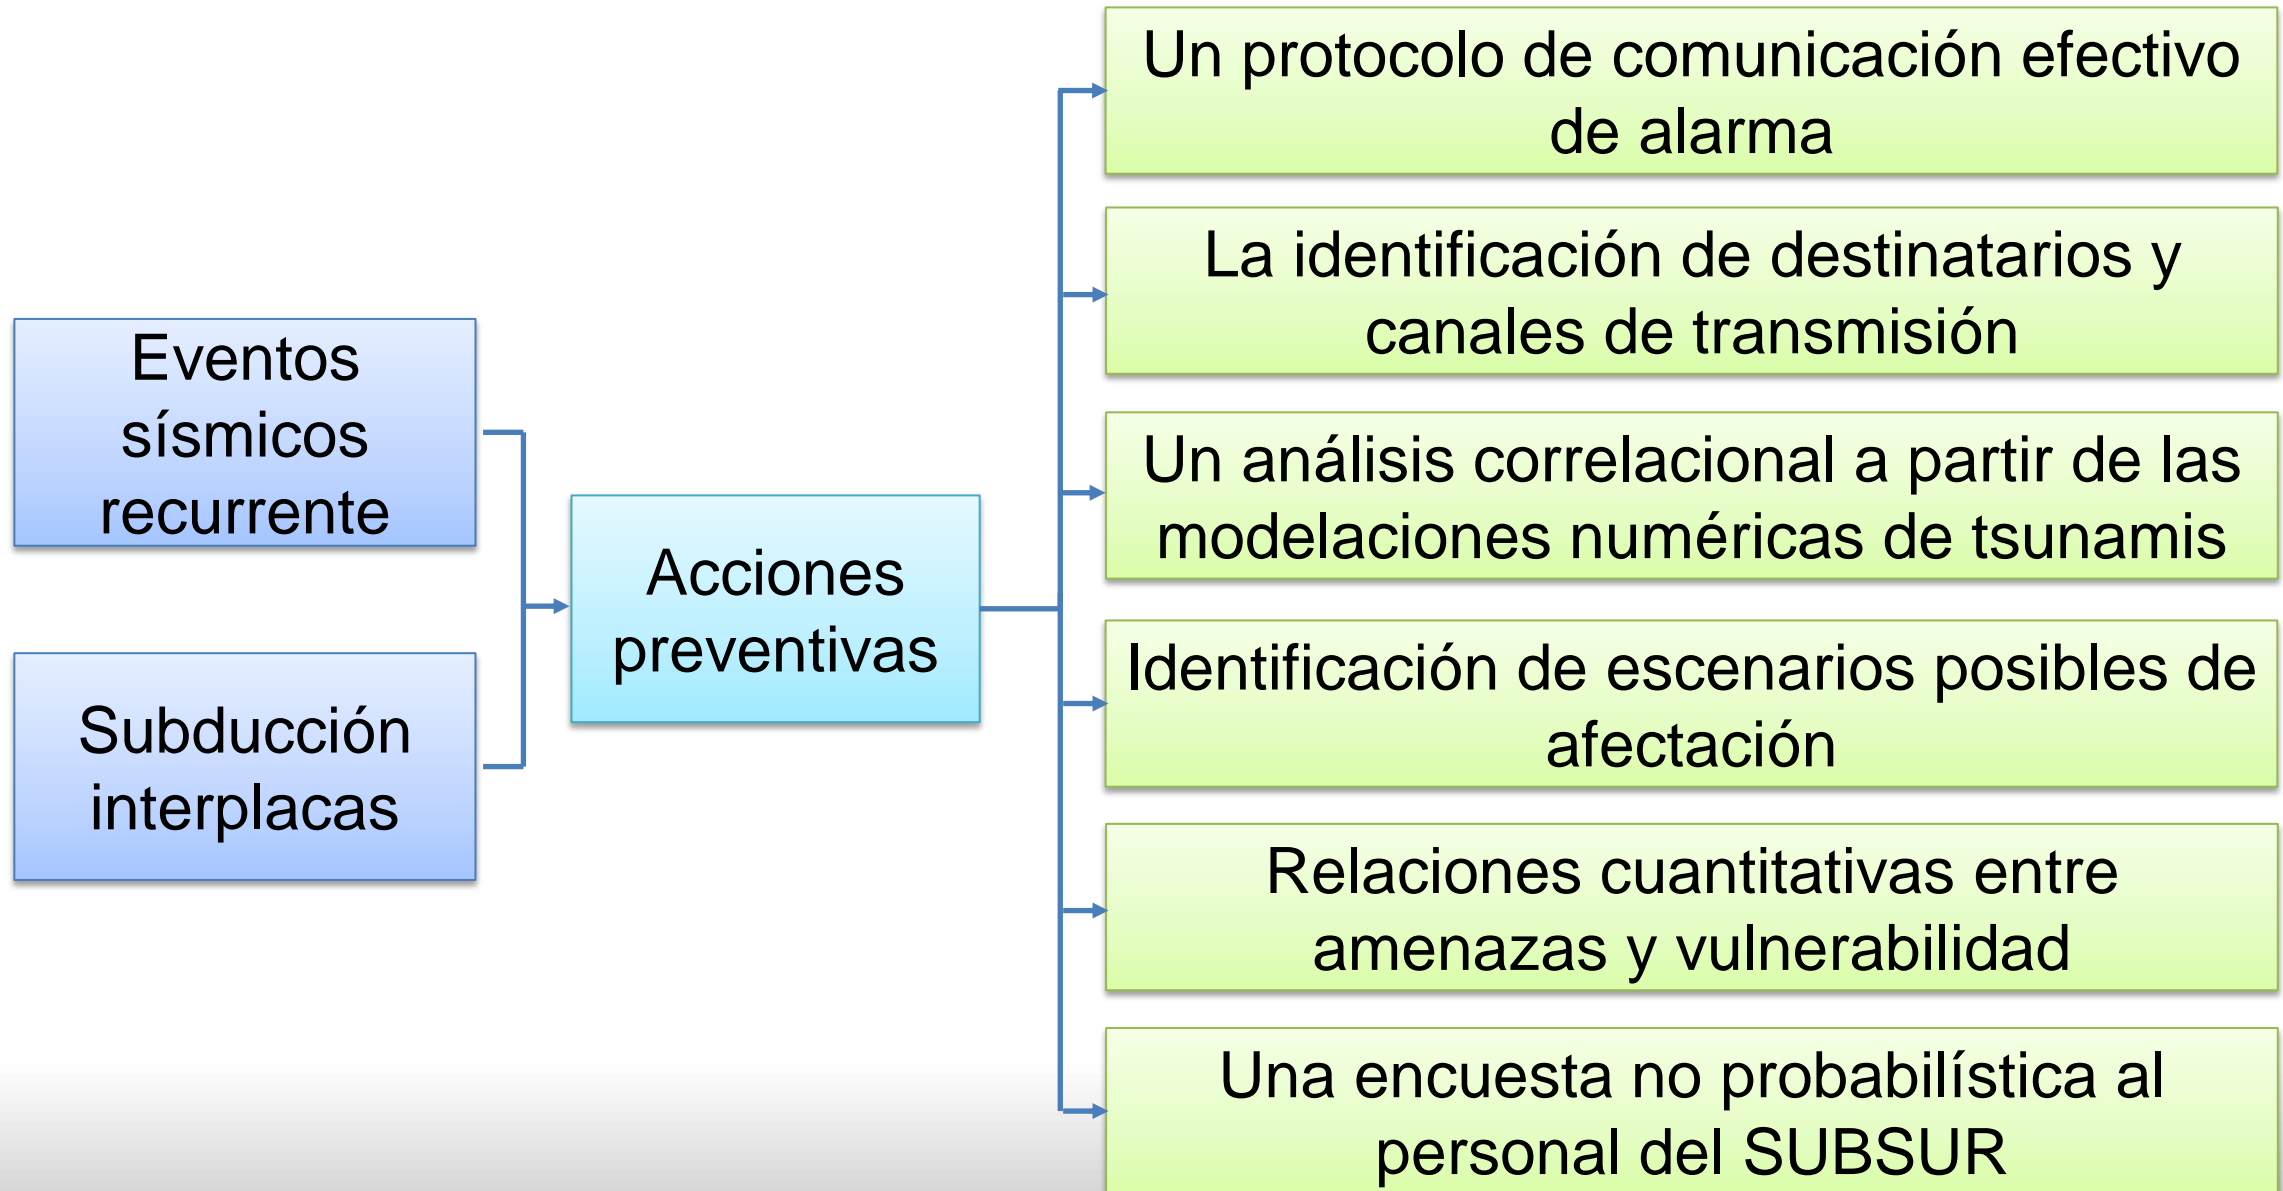 Eventos
sísmicos
recurrente
Subducción
interplacas
Acciones
preventivas
Un protocolo de comunicación efectivo
de alarma
La identificación de destinatarios y
canales de transmisión
Un análisis correlacional a partir de las
modelaciones numéricas de tsunamis
Identificación de escenarios posibles de
afectación
Relaciones cuantitativas entre
amenazas y vulnerabilidad
Una encuesta no probabilística al
personal del SUBSUR